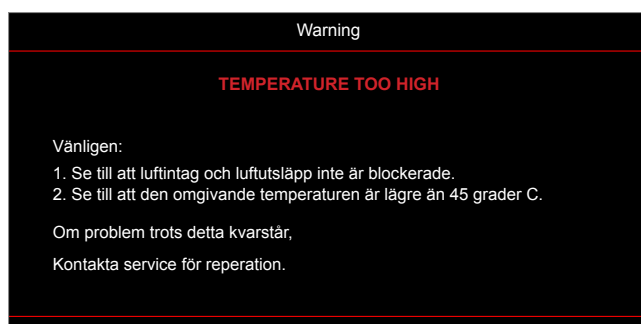 Warning
TEMPERATURE TOO HIGH
Vänligen:
1. Se till att luftintag och luftutsläpp inte är blockerade.
2. Se till att den omgivande temperaturen är lägre än 45 grader C.
Om problem trots detta kvarstår,
Kontakta service för reperation.